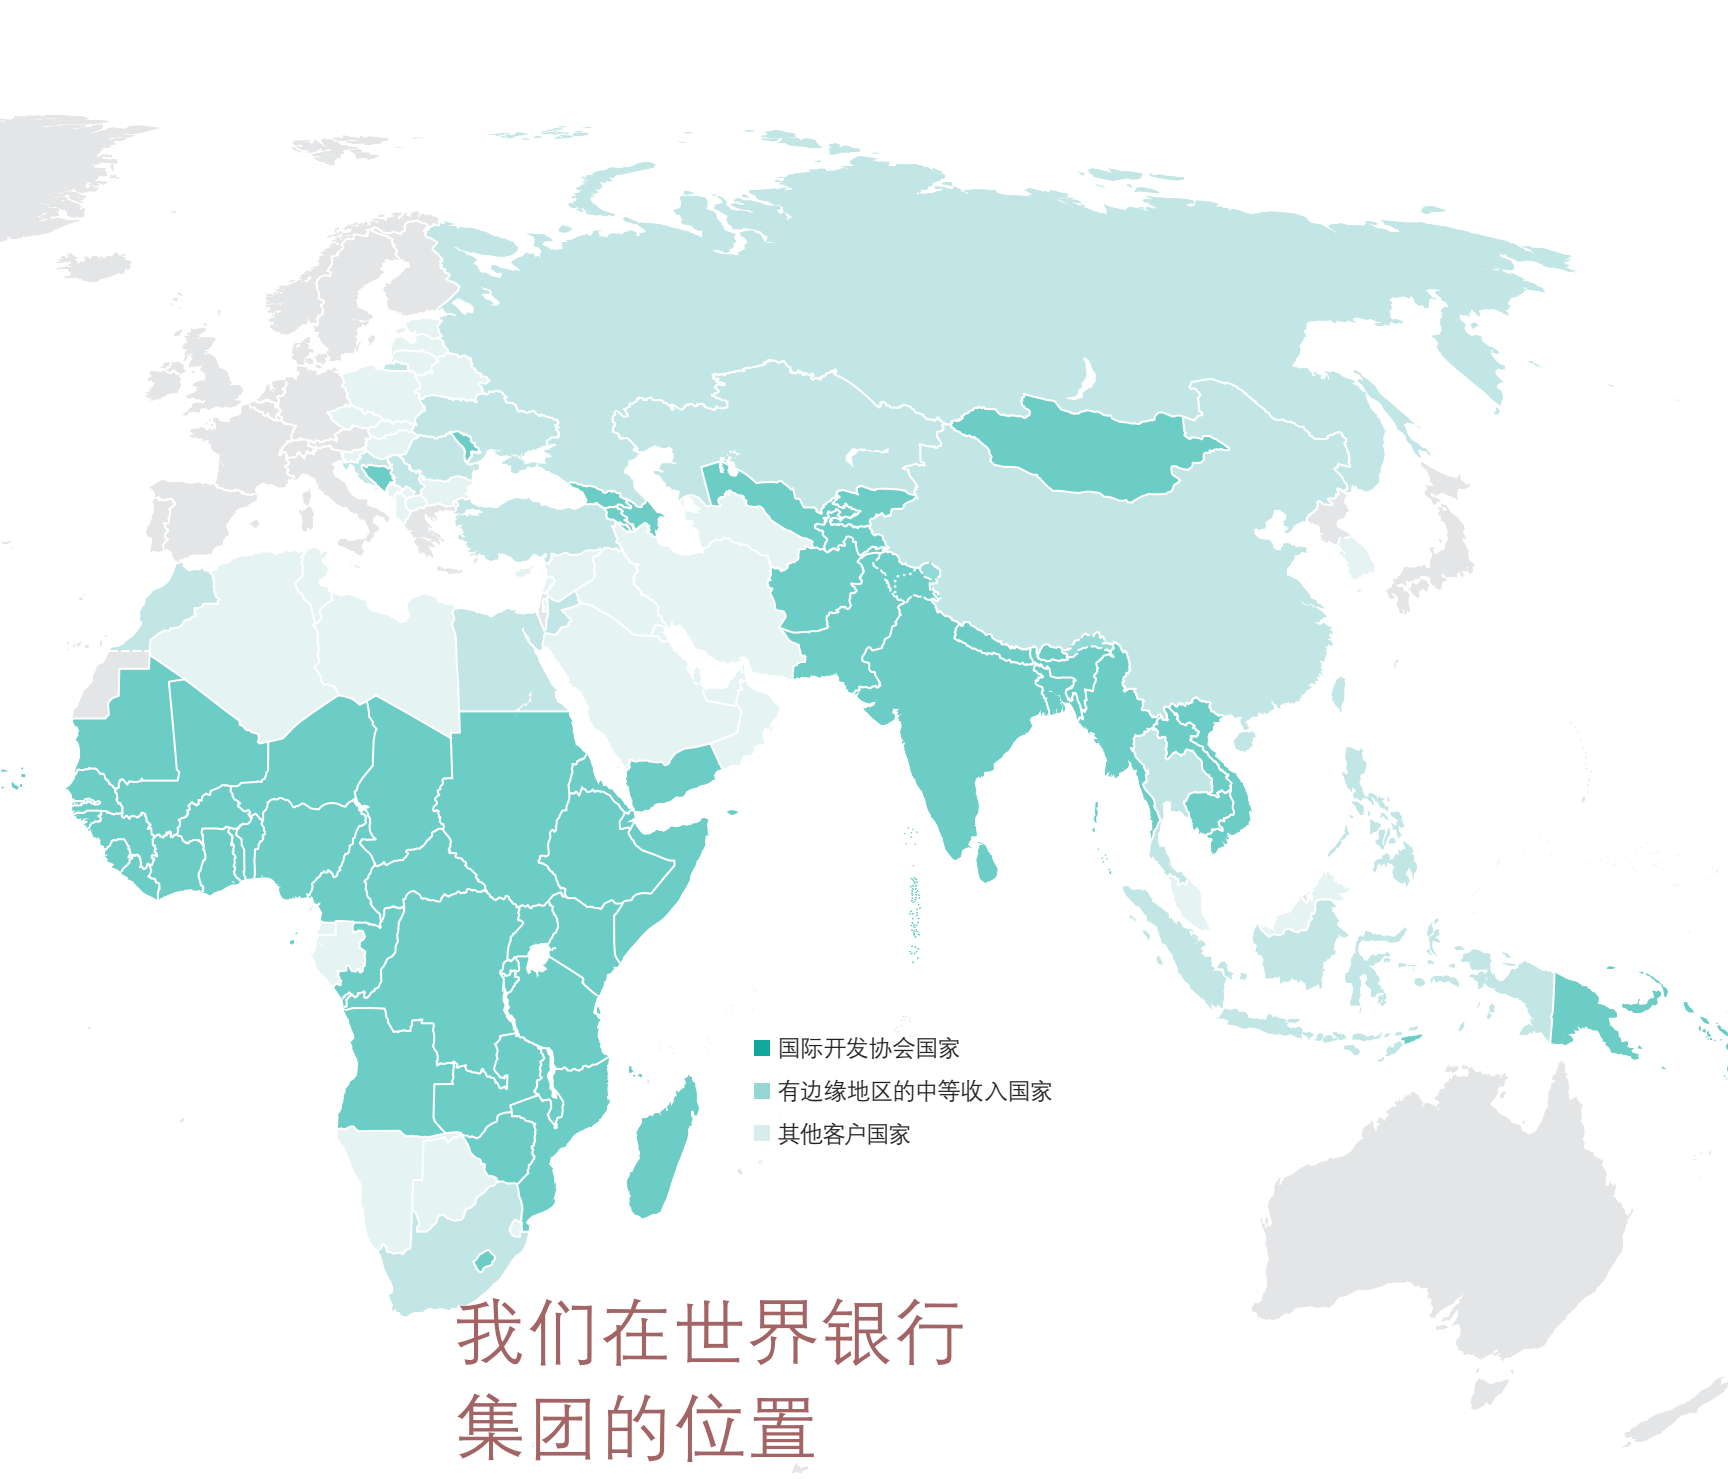 国际开发协会国家
有边缘地区的中等收入国家
其他客户国家
我们在世界银行
集团的位置